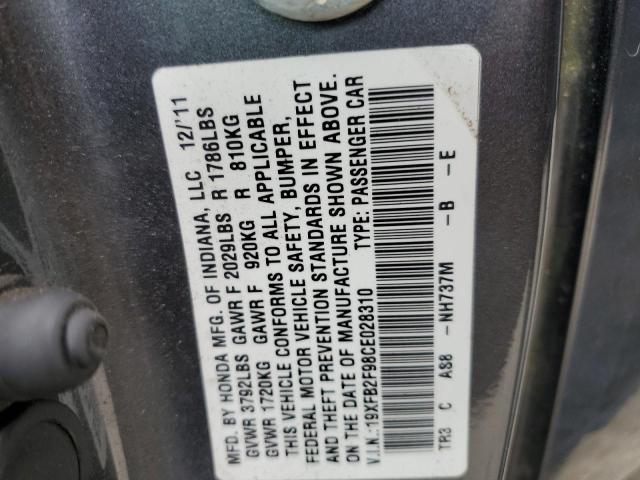 MFD. BY HONDA MFG. OF INDIANA, LLC 12/'11
GVWR 3792LBS GAWR F 2029LBS R 1786LBS
GVWR 1720KG GAWR F 920KG R 810KG
THIS VEHICLE CONFORMS TO ALL APPLICABLE
FEDERAL MOTOR VEHICLE SAFETY, BUMPER,
AND THEFT PREVENTION STANDARDS IN EFFECT
ON THE DATE OF MANUFACTURE SHOWN ABOVE.
V.I.N.:19XFB2F98CE028310 TYPE: PASSENGER CAR
TR3 C AS8 -NH737M -B -E